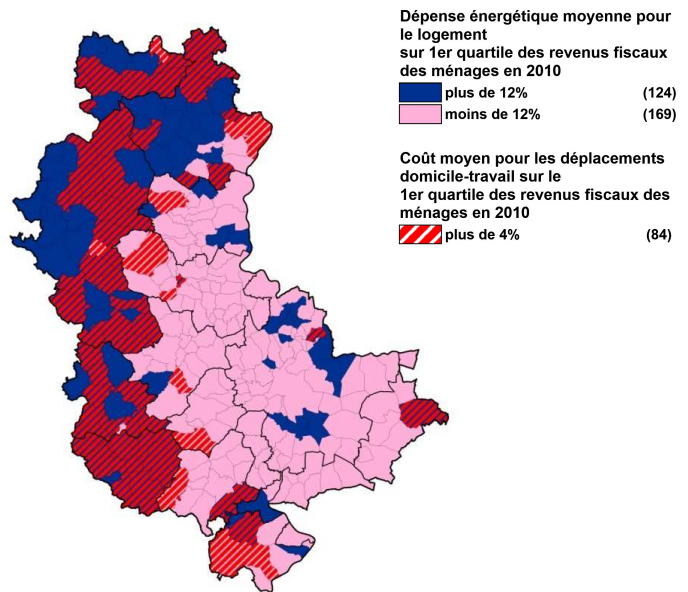 Dépense énergétique moyenne pour
le logement
sur 1er quartile des revenus fiscaux
des ménages en 2010
plus de 12% (124)
moins de 12% (169)
Coût moyen pour les déplacements
domicile-travail sur le
1er quartile des revenus fiscaux des
ménages en 2010
plus de 4% (84)